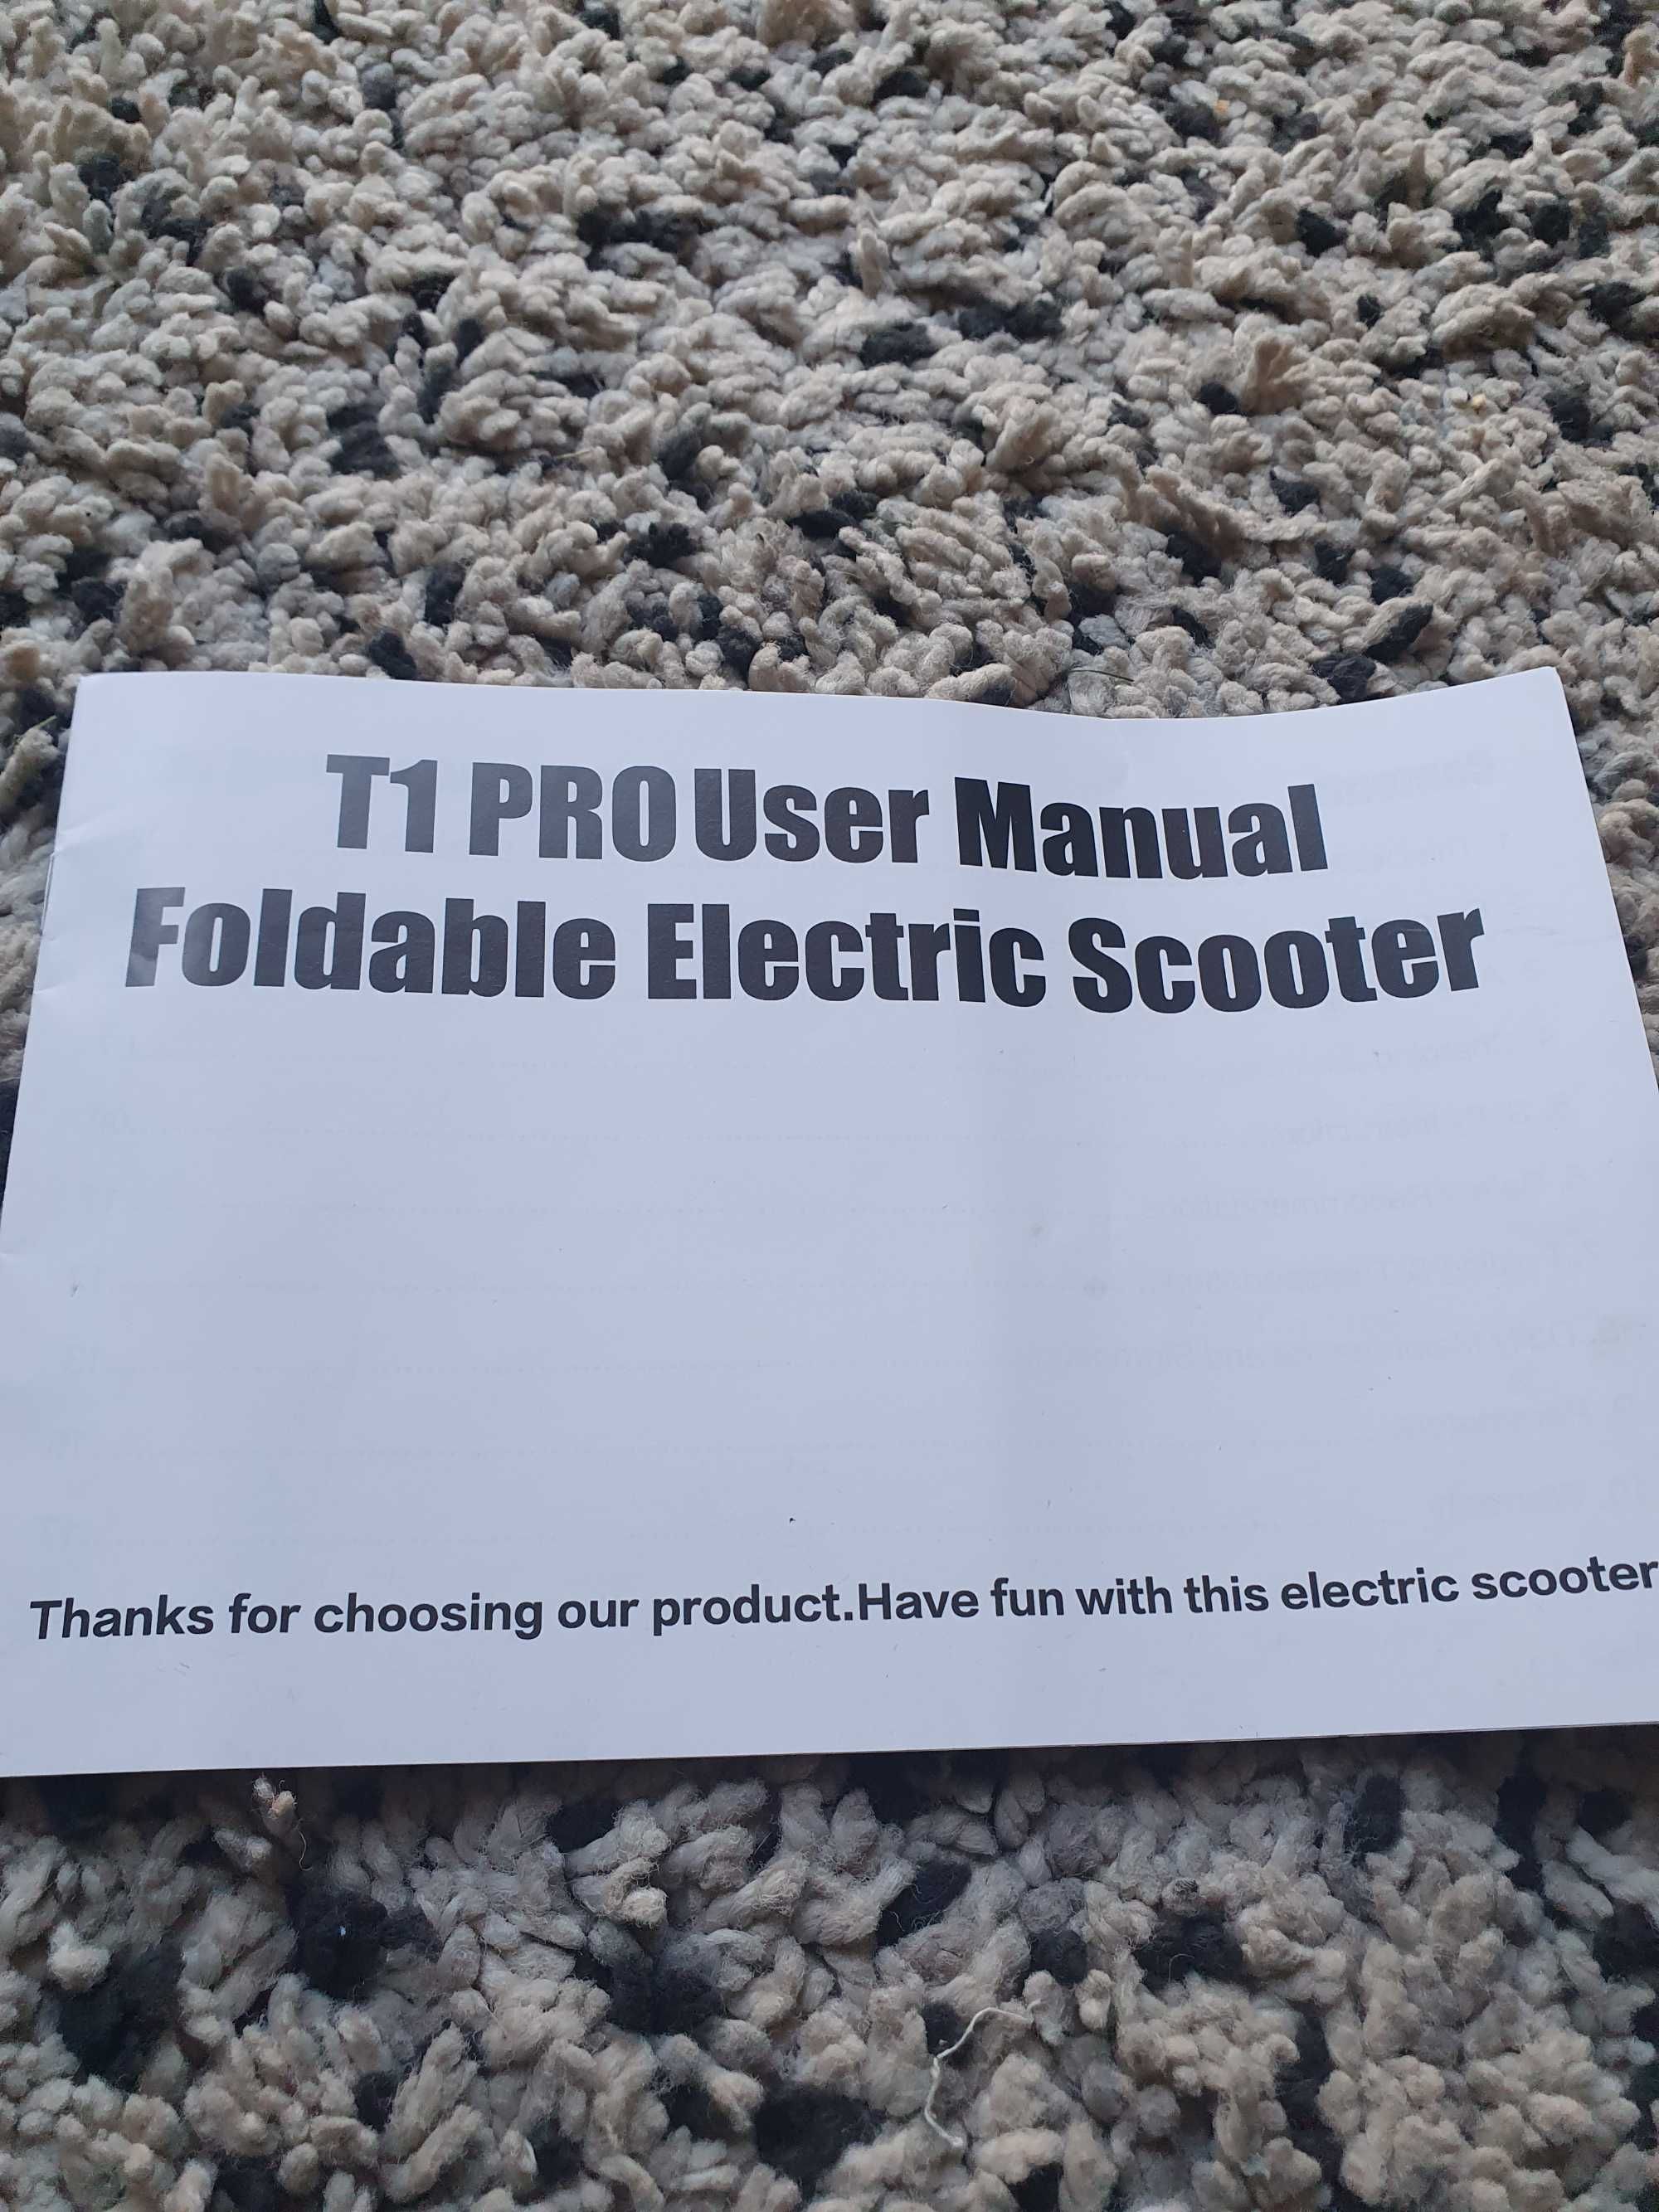 T1 PRO User Manual
Foldable Electric Scooter
Thanks for choosing our product.Have fun with this electric scooter